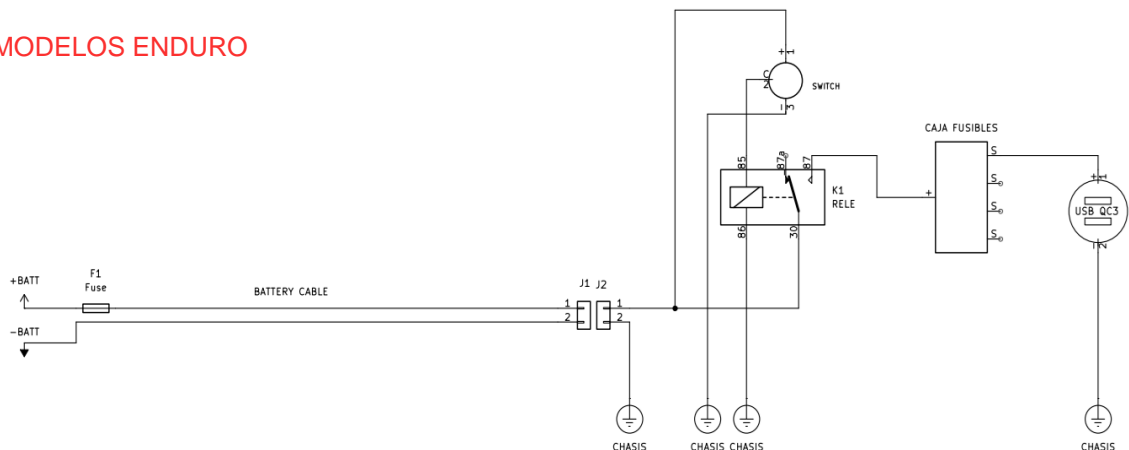 MODELOS ENDURO
+ 1
C
2
SWITCH
- 3
CAJA FUSIBLES
85
87a
87
S
+
S
S
S
K1
RELE
+ 1
USB QC3
- 2
86
30
+BATT
F1
Fuse
BATTERY CABLE
J1 J2
1
1
2
2
-BATT
CHASIS
CHASIS
CHASIS
CHASIS